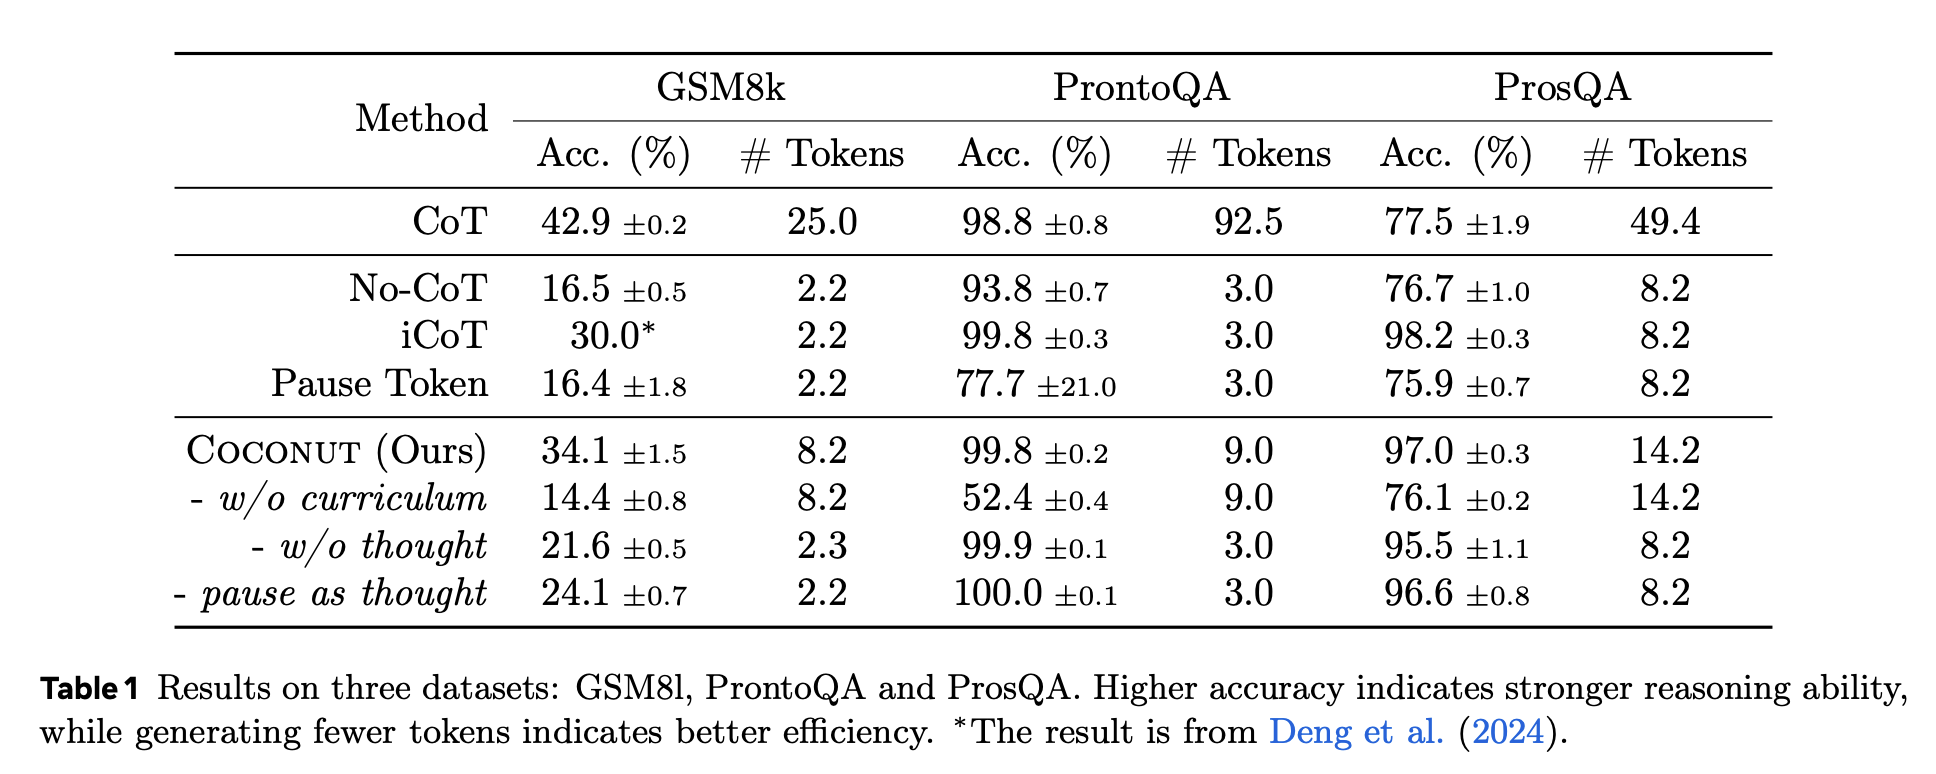 Method GSM8k ProntoQA ProsQA
Acc. (%) # Tokens Acc. (%) # Tokens Acc. (%) # Tokens
CoT 42.9 ±0.2 25.0 98.8 ±0.8 92.5 77.5 ±1.9 49.4
No-CoT 16.5 ±0.5 2.2 93.8 ±0.7 3.0 76.7 ±1.0 8.2
iCoT 30.0* 2.2 99.8 ±0.3 3.0 98.2 ±0.3 8.2
Pause Token 16.4 ±1.8 2.2 77.7 ±21.0 3.0 75.9 ±0.7 8.2
COCONUT (Ours) 34.1 ±1.5 8.2 99.8 ±0.2 9.0 97.0 ±0.3 14.2
- w/o curriculum 14.4 ±0.8 8.2 52.4 ±0.4 9.0 76.1 ±0.2 14.2
- w/o thought 21.6 ±0.5 2.3 99.9 ±0.1 3.0 95.5 ±1.1 8.2
- pause as thought 24.1 ±0.7 2.2 100.0 ±0.1 3.0 96.6 ±0.8 8.2
Table 1 Results on three datasets: GSM8l, ProntoQA and ProsQA. Higher accuracy indicates stronger reasoning ability,
while generating fewer tokens indicates better efficiency. *The result is from Deng et al. (2024).